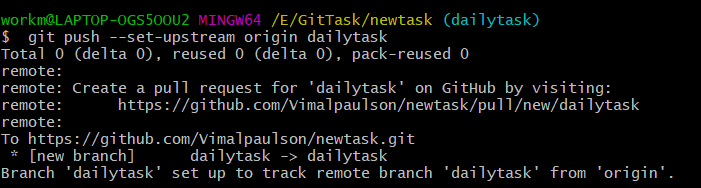 workm@LAPTOP-OGS5OOU2 MINGW64 /E/GitTask/newtask (dailytask)
$  git push --set-upstream origin dailytask
Total 0 (delta 0), reused 0 (delta 0), pack-reused 0
remote:
remote: Create a pull request for 'dailytask' on GitHub by visiting:
remote:      https://github.com/Vimalpaulson/newtask/pull/new/dailytask
remote:
To https://github.com/Vimalpaulson/newtask.git
 * [new branch]      dailytask -> dailytask
Branch 'dailytask' set up to track remote branch 'dailytask' from 'origin'.